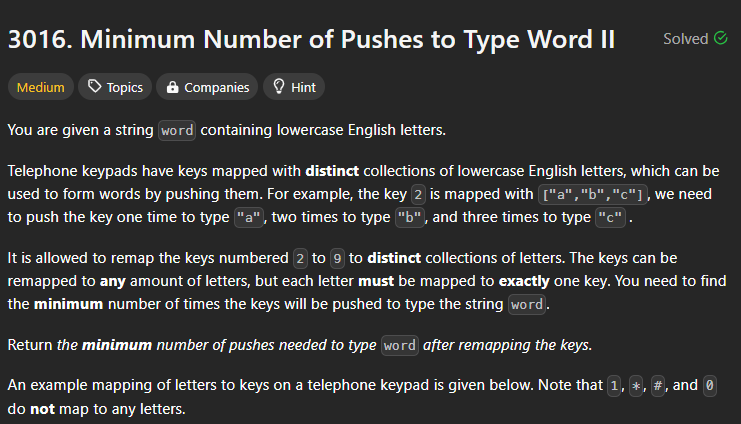 3016. Minimum Number of Pushes to Type Word II
Solved
Medium Topics Companies Hint
You are given a string word containing lowercase English letters.
Telephone keypads have keys mapped with distinct collections of lowercase English letters, which can be
used to form words by pushing them. For example, the key 2 is mapped with ["a","b","c"], we need
to push the key one time to type "a", two times to type "b", and three times to type "c" .
It is allowed to remap the keys numbered 2 to 9 to distinct collections of letters. The keys can be
remapped to any amount of letters, but each letter must be mapped to exactly one key. You need to find
the minimum number of times the keys will be pushed to type the string word.
Return the minimum number of pushes needed to type word after remapping the keys.
An example mapping of letters to keys on a telephone keypad is given below. Note that 1, *, #, and 0
do not map to any letters.